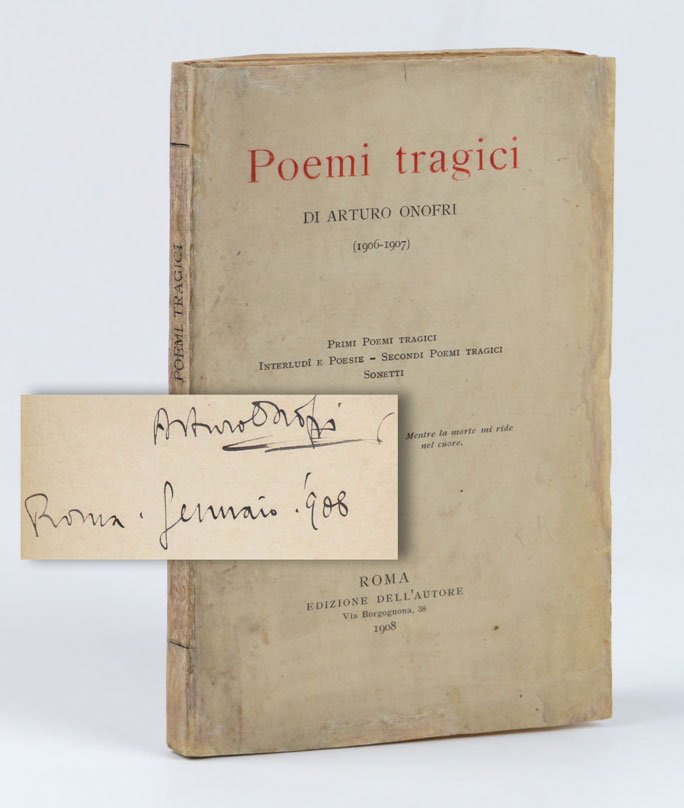 Poemi tragici
DI ARTURO ONOFRI
(1906-1907)
PRIMI POEMI TRAGICI
INTERLUDÎ E POESIE – SECONDI POEMI TRAGICI
SONETTI
Mentre la morte mi ride
nel cuore.
ROMA
EDIZIONE DELL'AUTORE
Via Borgognona, 38
1908
POEMI TRAGICI
Arturo Onofri
Roma . Gennaio . '908